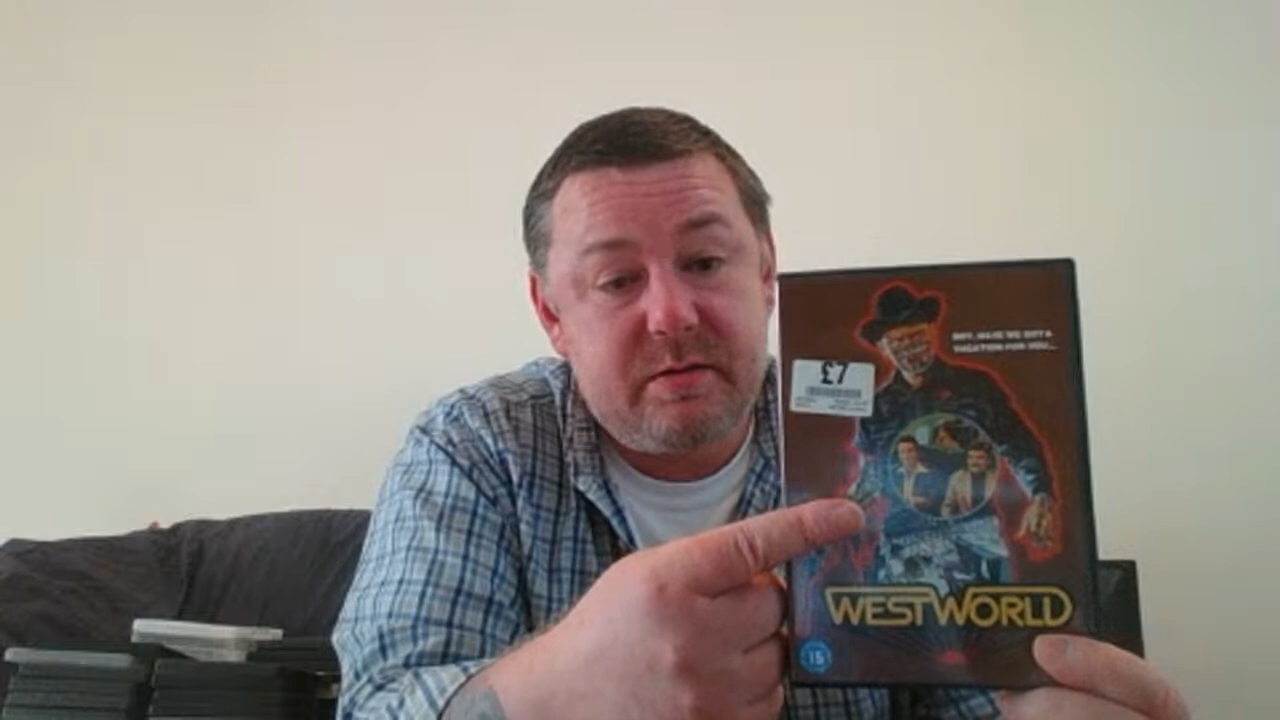 BOY, HAVE WE GOT A
VACATION FOR YOU...
£7
WESTWORLD
15